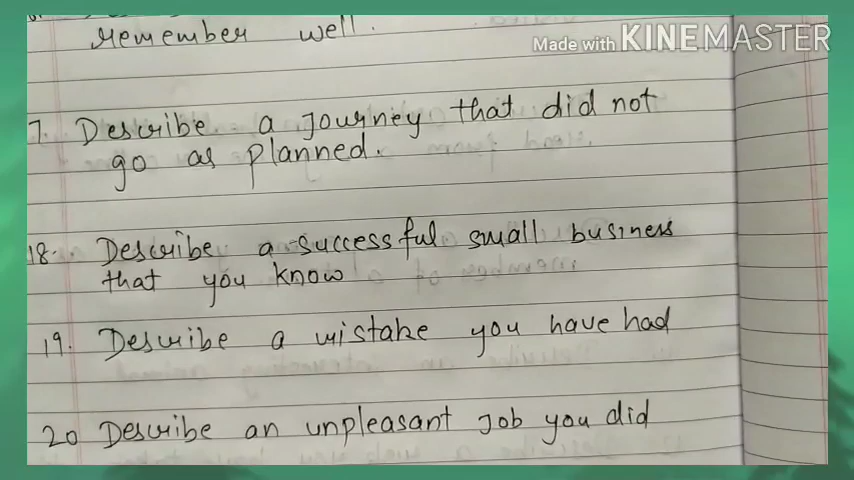 remember well.
Made with KINEMASTER
7. Describe a Journey that did not
go as planned.
18. Describe a successful small business
that you know
19. Describe a mistake you have had
20 Describe an unpleasant Job you did